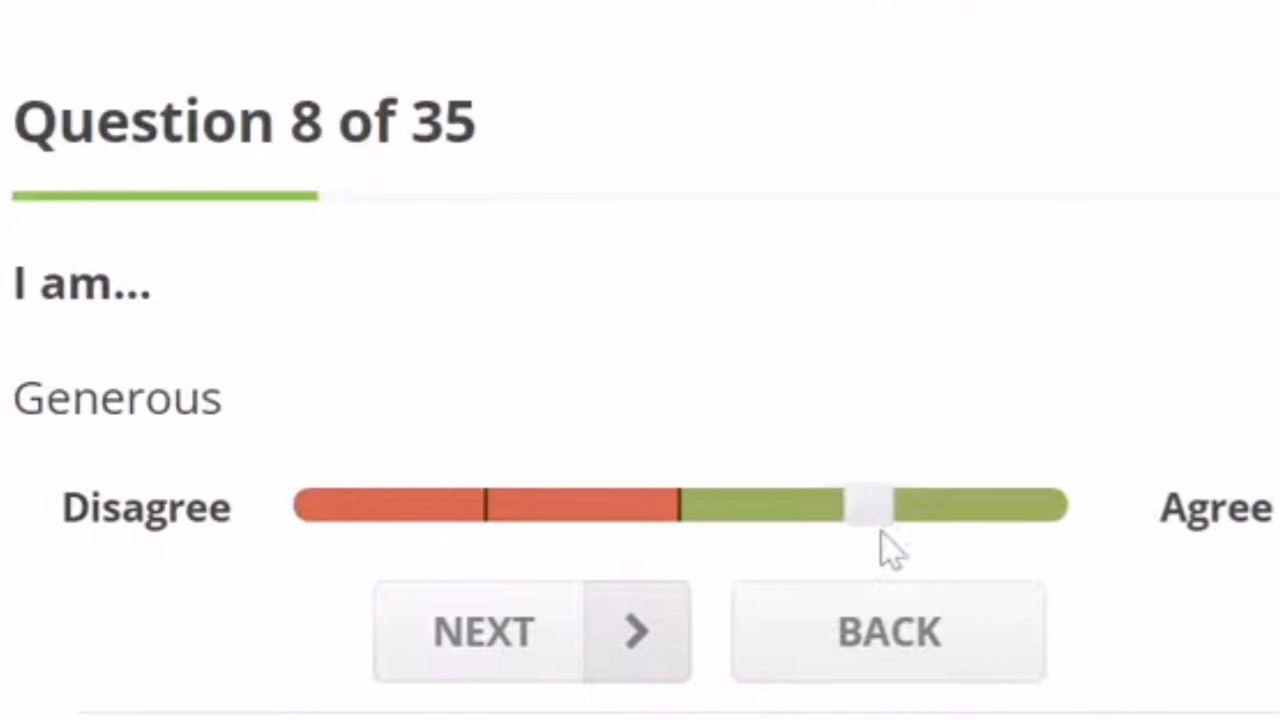 Question 8 of 35
I am...
Generous
Disagree Agree
NEXT BACK